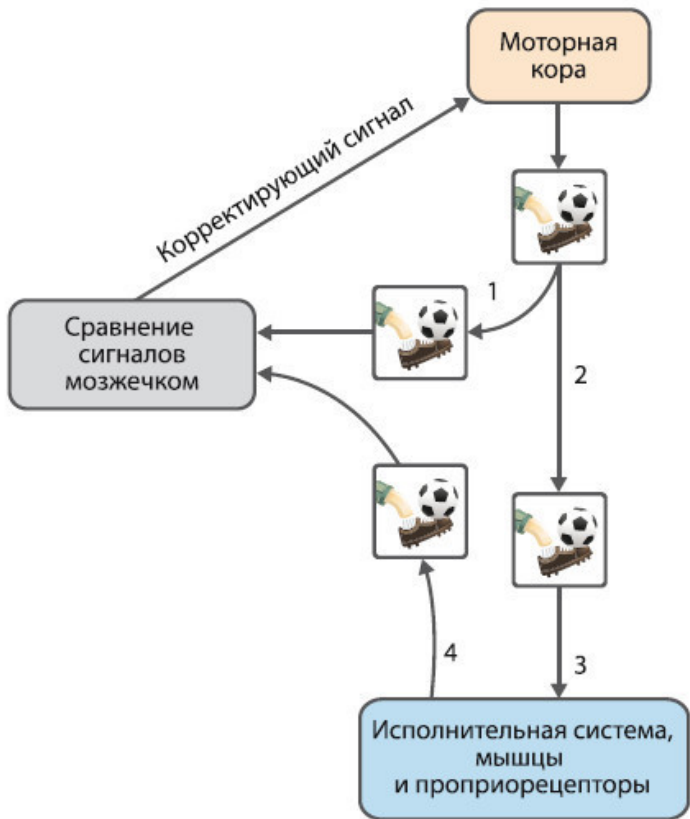 Моторная
кора
Корректирующий сигнал
1
Сравнение
сигналов
мозжечком
2
4
3
Исполнительная система,
мышцы
и проприорецепторы